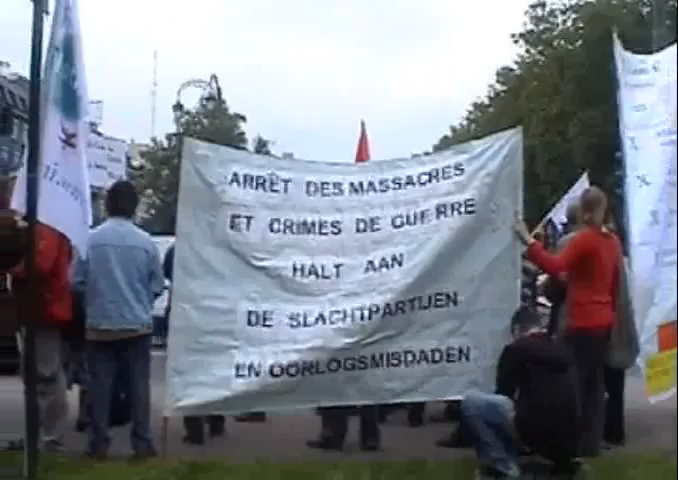 ARRÊT DES MASSACRES
ET CRIMES DE GUERRE
HALT AAN
DE SLACHTPARTIJEN
EN OORLOGSMISDADEN